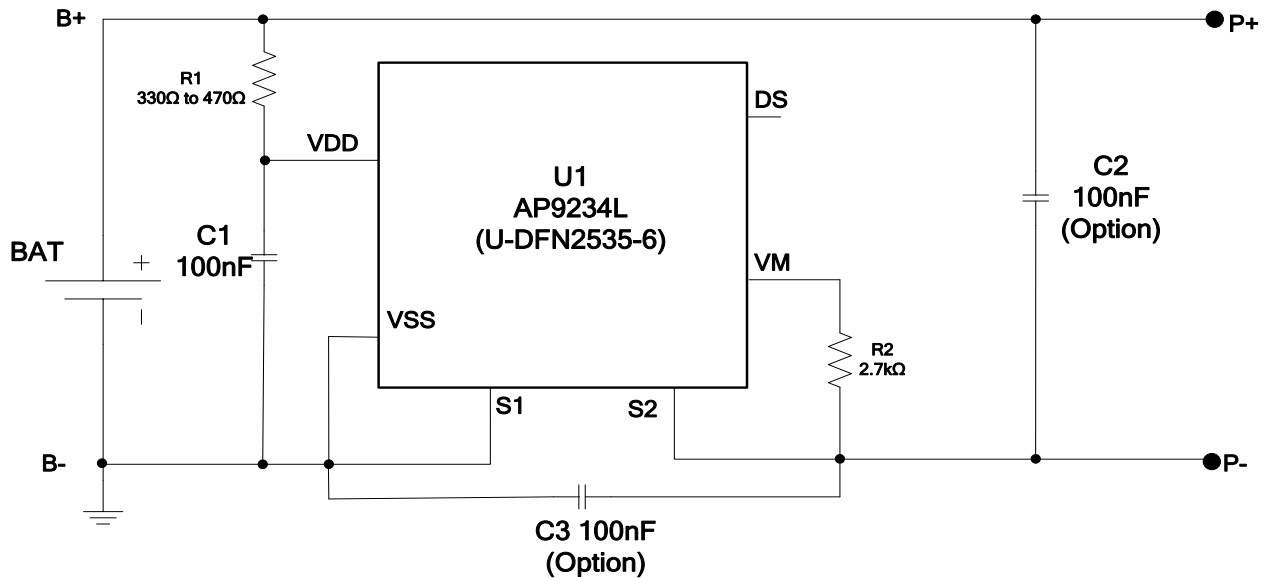 B+
P+
R1
330Ω to 470Ω
DS
VDD
U1
AP9234L
(U-DFN2535-6)
C2
100nF
(Option)
C1
100nF
BAT
+
VM
VSS
R2
2.7kΩ
S1
S2
B-
P-
C3 100nF
(Option)